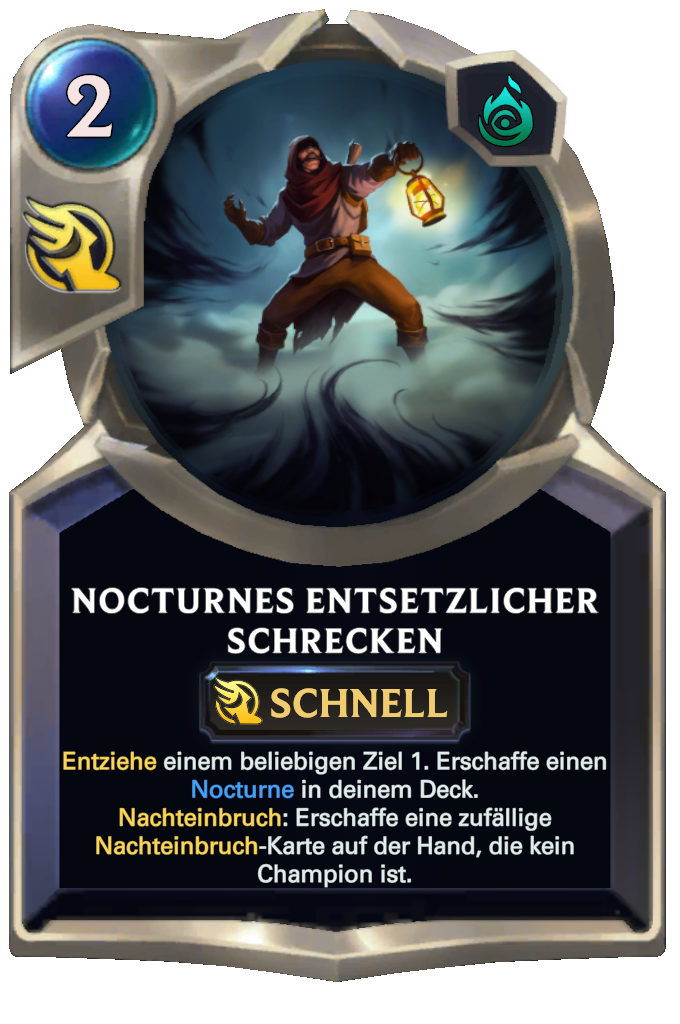 2
NOCTURNES ENTSETZLICHER
SCHRECKEN
SCHNELL
Entziehe einem beliebigen Ziel 1. Erschaffe einen
Nocturne in deinem Deck.
Nachteinbruch: Erschaffe eine zufällige
Nachteinbruch-Karte auf der Hand, die kein
Champion ist.